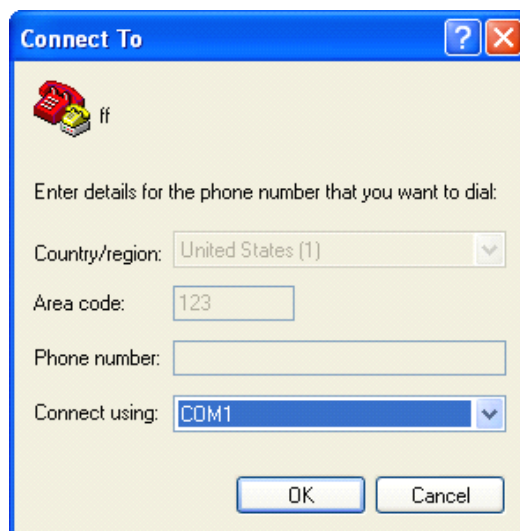 Connect To
ff
Enter details for the phone number that you want to dial:
Country/region: United States (1)
Area code: 123
Phone number:
Connect using: COM1
OK Cancel